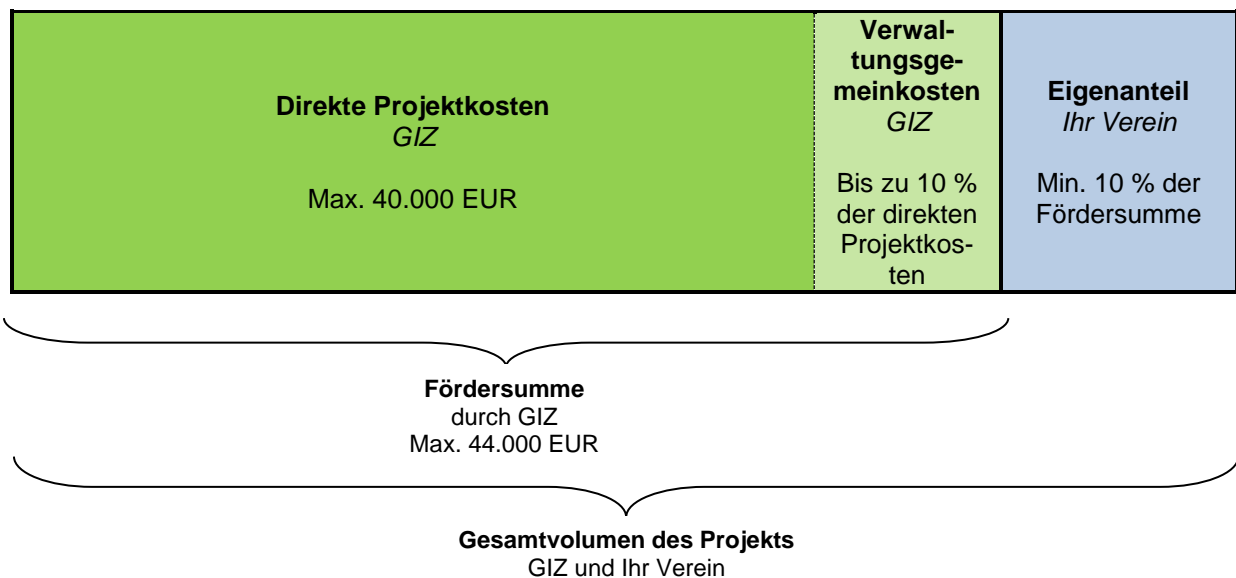 Direkte Projektkosten
GIZ
Max. 40.000 EUR
Verwal-
tungsge-
meinkosten
GIZ
Bis zu 10 %
der direkten
Projektkos-
ten
Eigenanteil
Ihr Verein
Min. 10 % der
Fördersumme
Fördersumme
durch GIZ
Max. 44.000 EUR
Gesamtvolumen des Projekts
GIZ und Ihr Verein